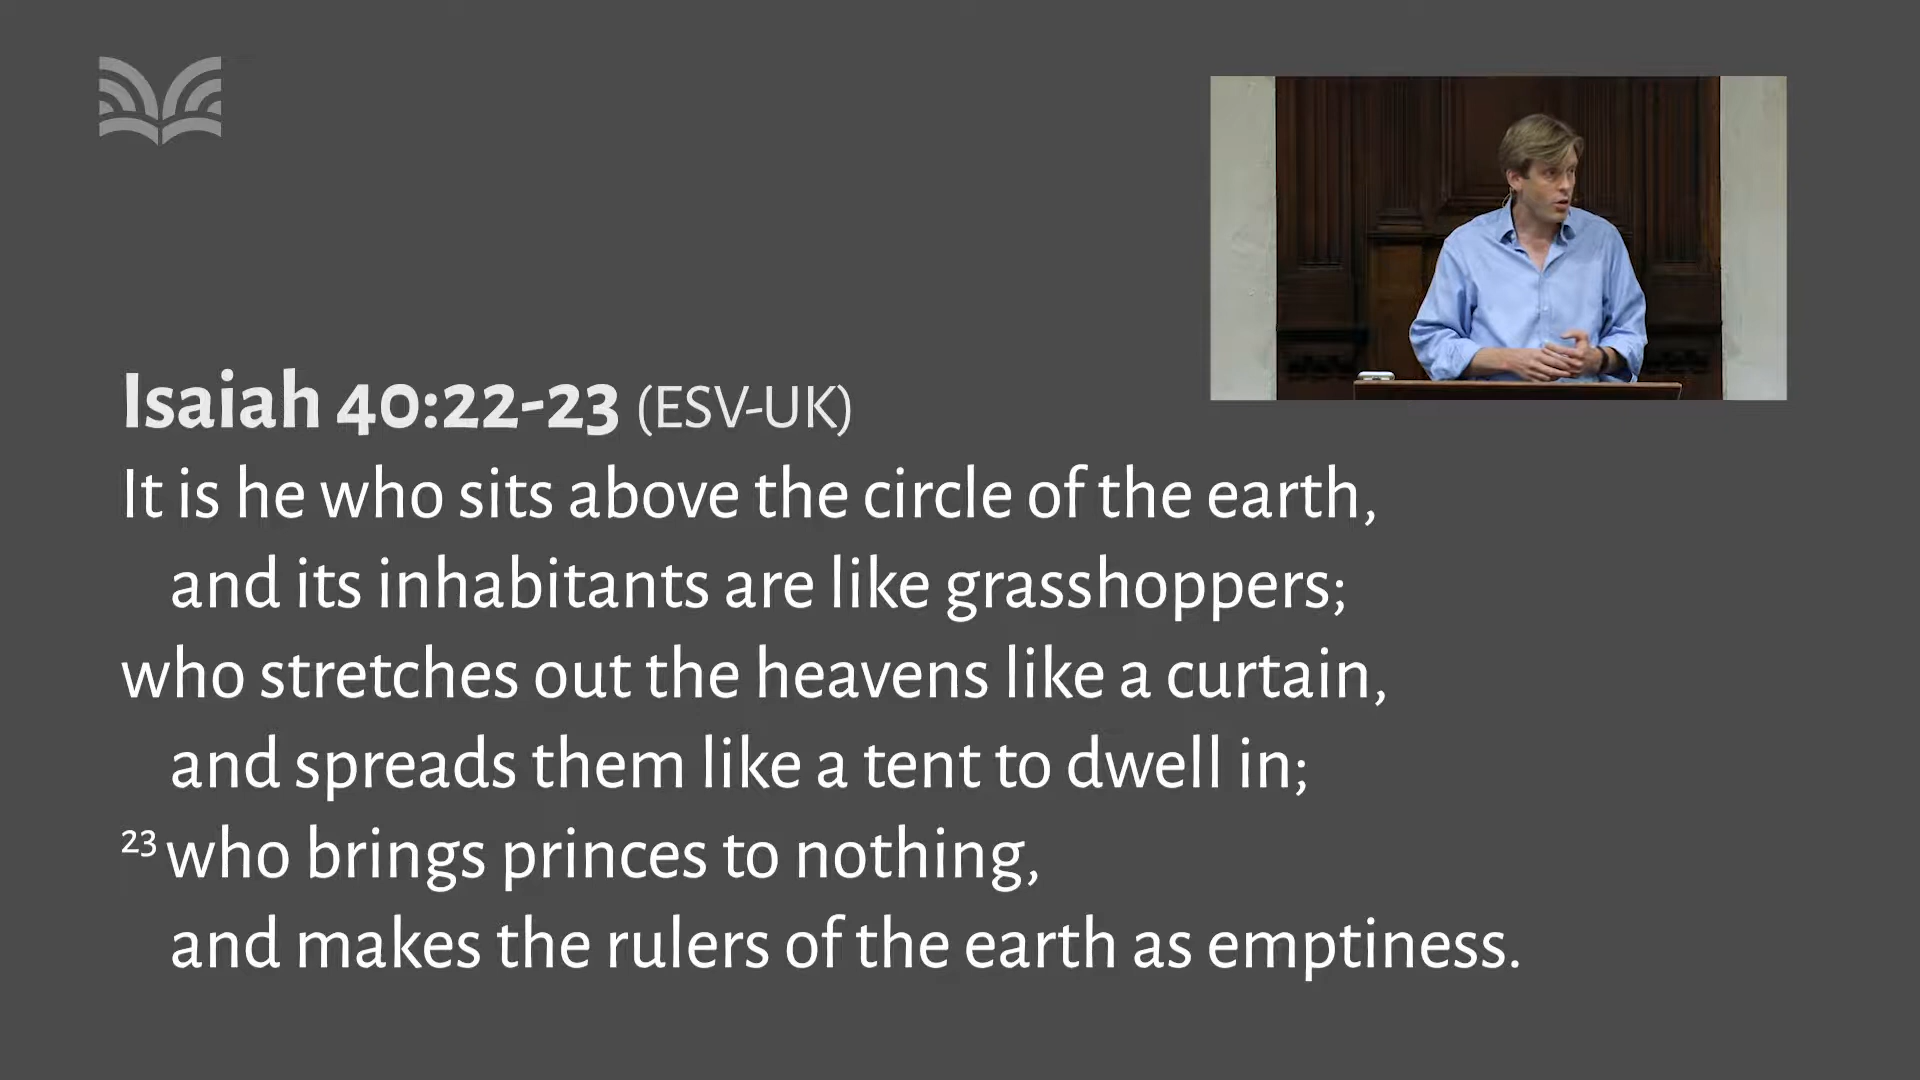 Isaiah 40:22-23 (ESV-UK)
It is he who sits above the circle of the earth,
and its inhabitants are like grasshoppers;
who stretches out the heavens like a curtain,
and spreads them like a tent to dwell in;
23 who brings princes to nothing,
and makes the rulers of the earth as emptiness.